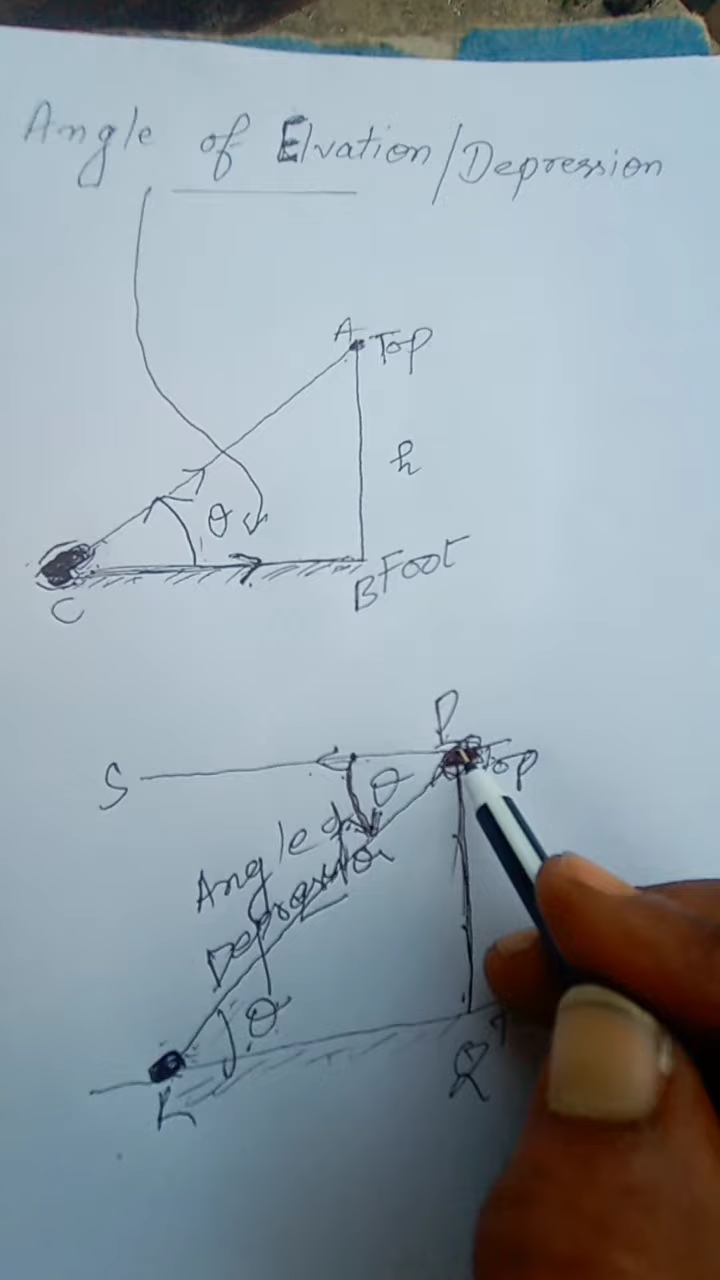 Angle of Elvation/Depression
A Top
h
θ
C
B Foot
P
S
Top
θ
Angle of
Depression
θ
R
Q